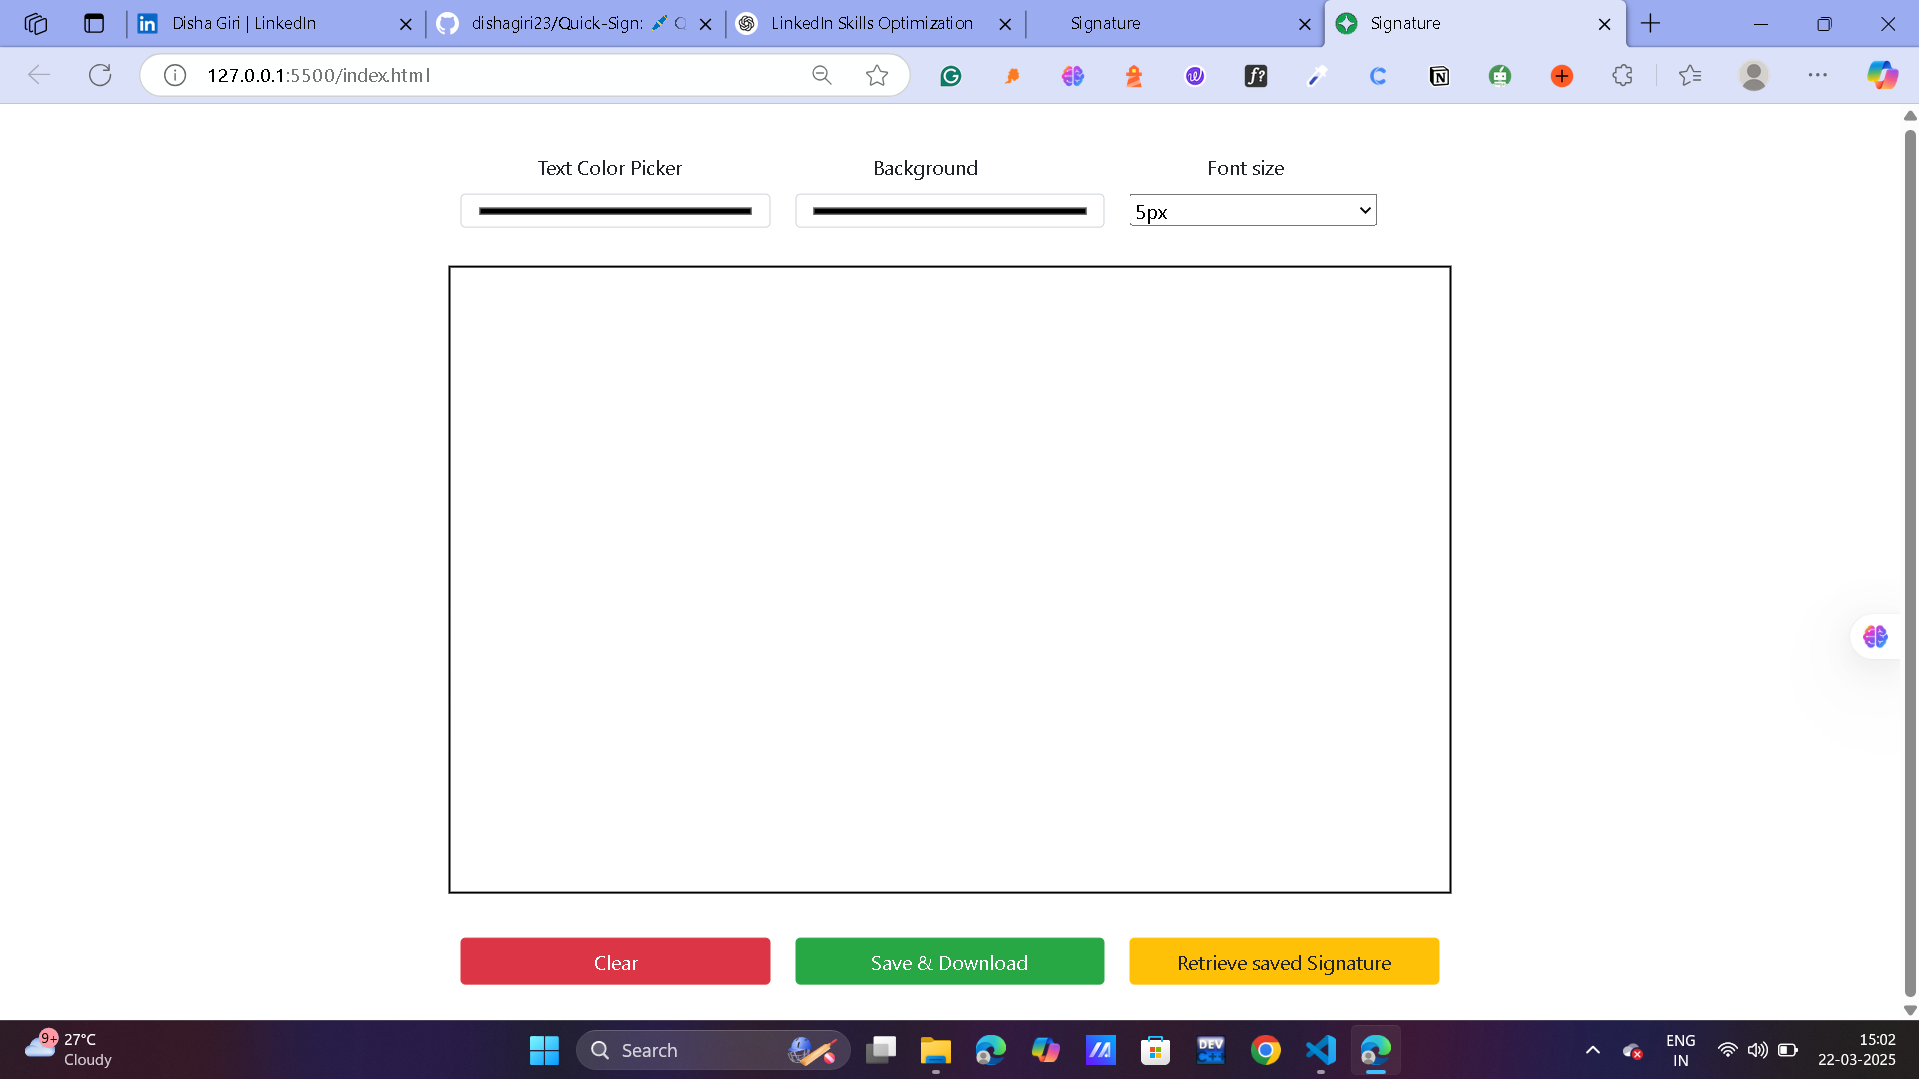 Disha Giri | LinkedIn
dishagiri23/Quick-Sign: 
LinkedIn Skills Optimization
Signature
Signature
127.0.0.1:5500/index.html
Text Color Picker
Background
Font size
5px
Clear
Save & Download
Retrieve saved Signature
9+
27°C
Cloudy
Search
DEV
ENG
IN
15:02
22-03-2025